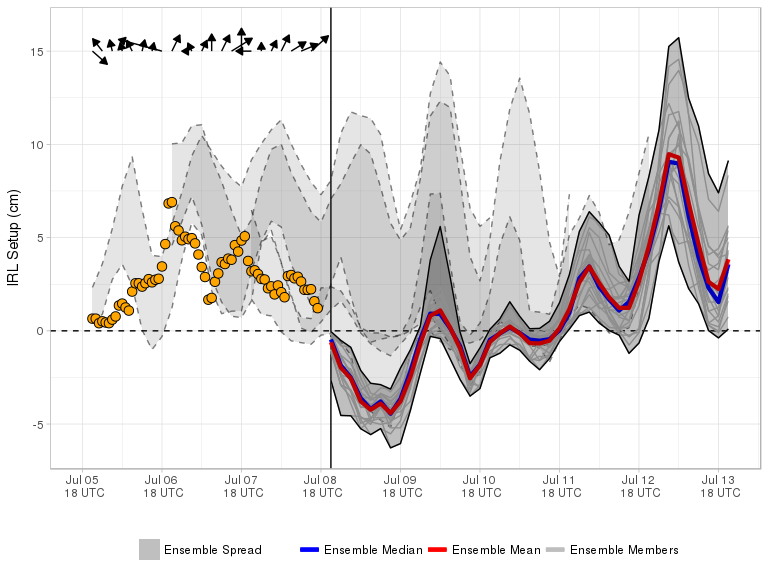 IRL Setup (cm)
15
10
5
0
-5
Jul 05 Jul 06 Jul 07 Jul 08 Jul 09 Jul 10 Jul 11 Jul 12 Jul 13
18 UTC 18 UTC 18 UTC 18 UTC 18 UTC 18 UTC 18 UTC 18 UTC 18 UTC
Ensemble Spread Ensemble Median Ensemble Mean Ensemble Members